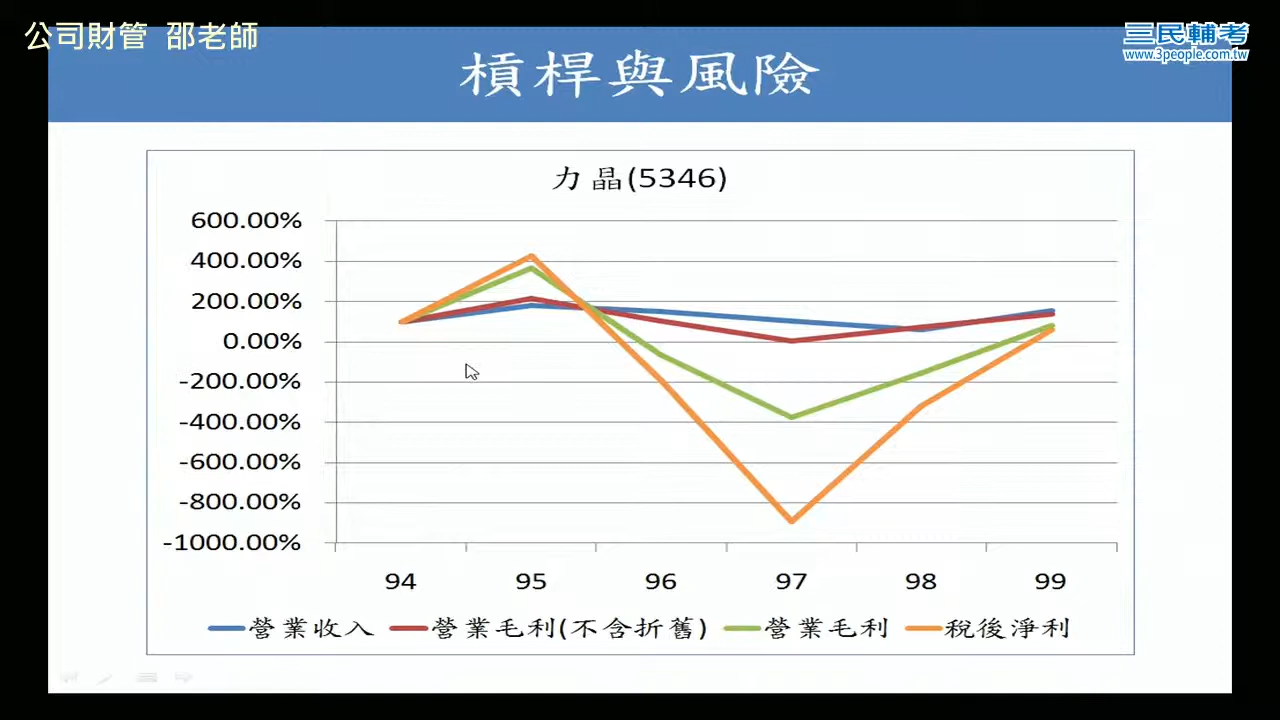 公司財管 邵老師
三民輔考
www.3people.com.tw
槓桿與風險
力晶(5346)
600.00%
400.00%
200.00%
0.00%
-200.00%
-400.00%
-600.00%
-800.00%
-1000.00%
94 95 96 97 98 99
營業收入 營業毛利(不含折舊) 營業毛利 稅後淨利